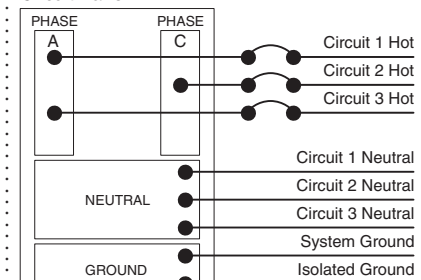 PHASE PHASE
A C
Circuit 1 Hot
Circuit 2 Hot
Circuit 3 Hot
Circuit 1 Neutral
Circuit 2 Neutral
NEUTRAL
Circuit 3 Neutral
System Ground
GROUND
Isolated Ground